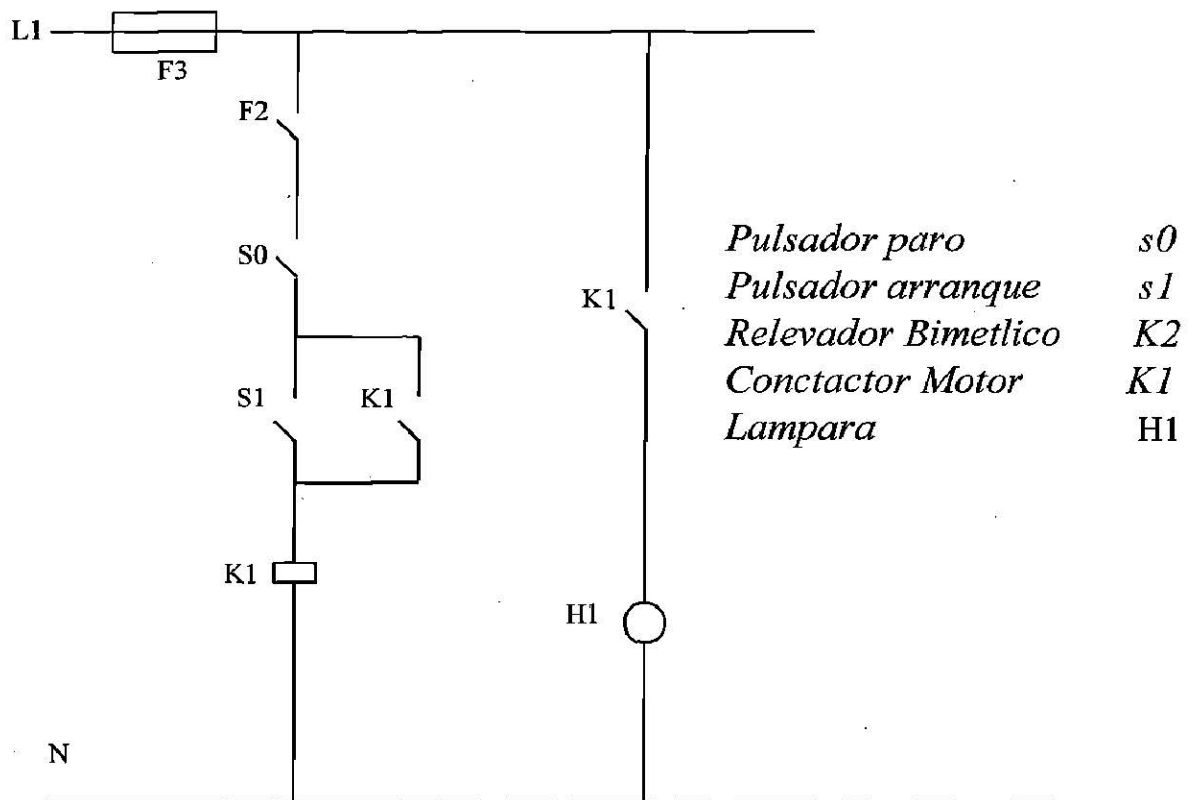 L1
F3
F2
S0
S1 K1
K1
K1
H1
N
Pulsador paro s0
Pulsador arranque s1
Relevador Bimetlico K2
Conctactor Motor K1
Lampara H1